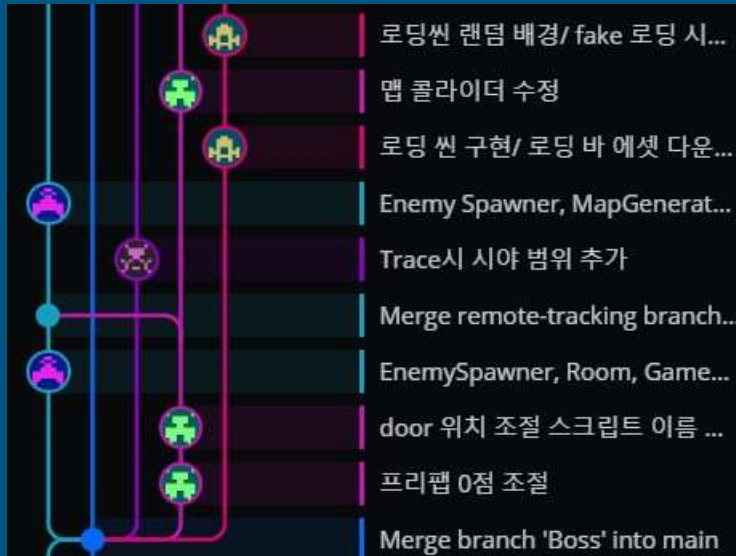 로딩씬 랜덤 배경/ fake 로딩 시...
맵 콜라이더 수정
로딩 씬 구현/ 로딩 바 에셋 다운...
Enemy Spawner, MapGenerat...
Trace시 시야 범위 추가
Merge remote-tracking branch...
EnemySpawner, Room, Game...
door 위치 조절 스크립트 이름 ...
프리팹 0점 조절
Merge branch 'Boss' into main